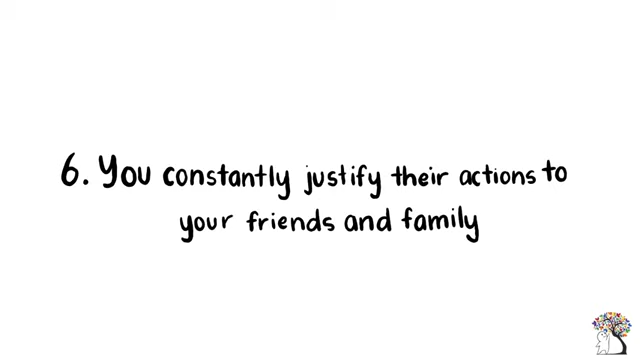 6. You constantly justify their actions to
your friends and family